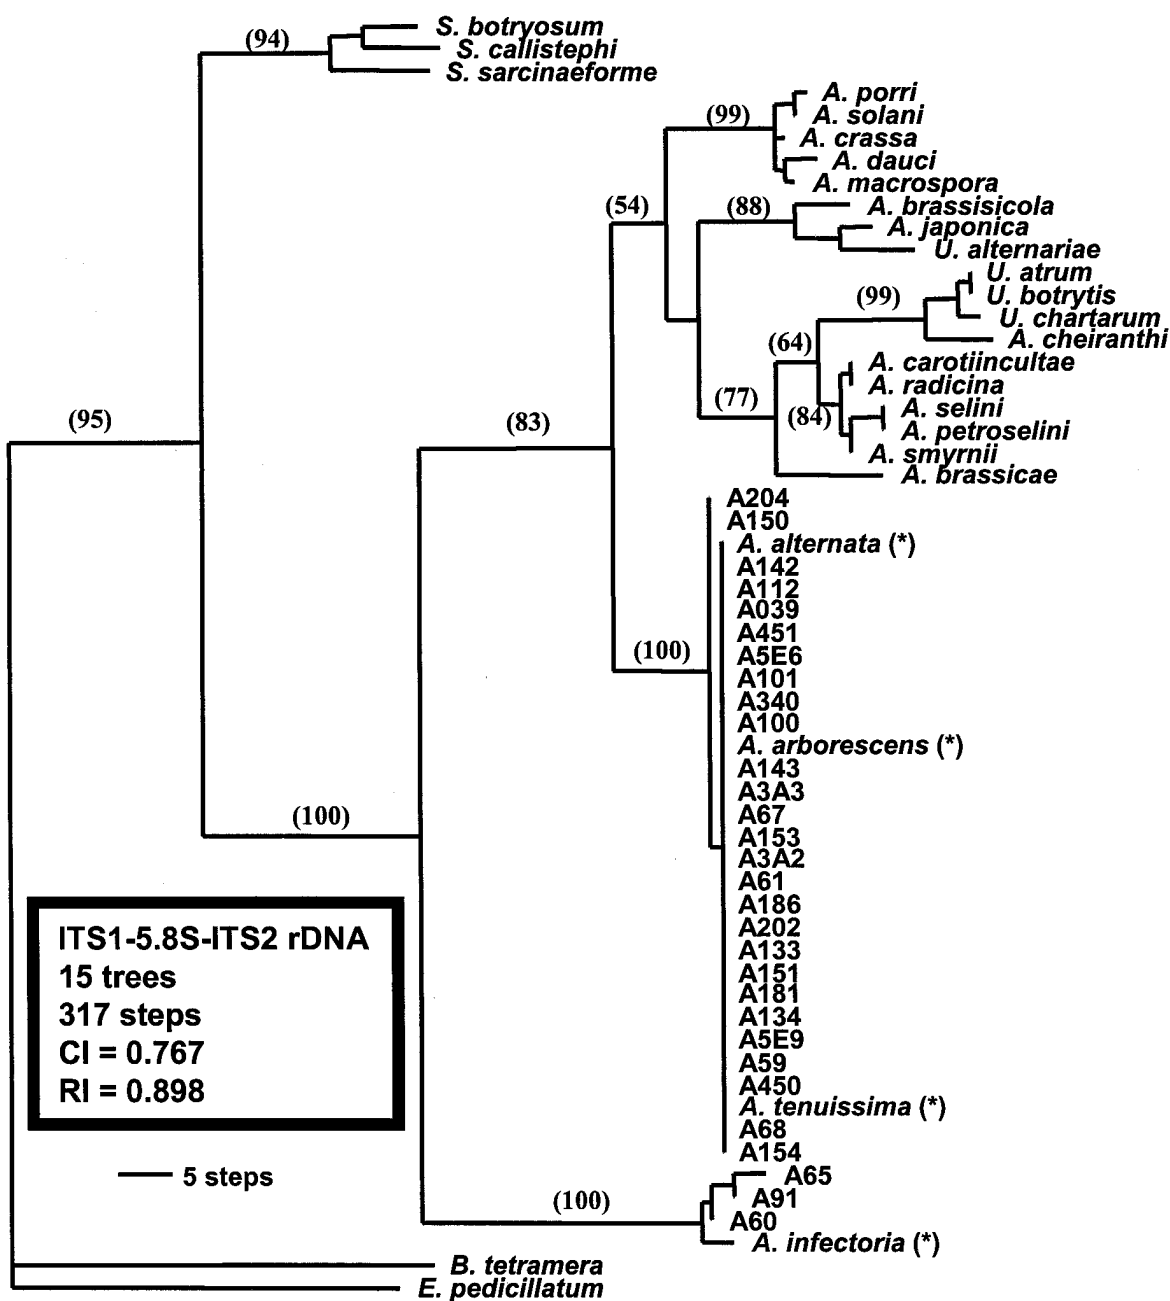 (94)
S. botryosum
S. callistephi
S. sarcinaeforme
A. porri
(99)
A. solani
A. crassa
A. dauci
A. macrospora
(54)
(88)
A. brassisicola
A. japonica
U. alternariae
U. atrum
(99)
U. botrytis
U. chartarum
A. cheiranthi
(64)
A. carotiincultae
A. radicina
(77)
(84)
A. selini
A. petroselini
A. smyrnii
A. brassicae
(95)
(83)
A204
A150
A. alternata (*)
A142
A112
A039
A451
A5E6
(100)
A101
A340
A100
A. arborescens (*)
A143
A3A3
A67
(100)
A153
A3A2
A61
A186
A202
A133
A151
A181
A134
A5E9
A59
A450
A. tenuissima (*)
A68
A154
ITS1-5.8S-ITS2 rDNA
15 trees
317 steps
CI = 0.767
RI = 0.898
5 steps
A65
(100)
A91
A60
A. infectoria (*)
B. tetramera
E. pedicillatum